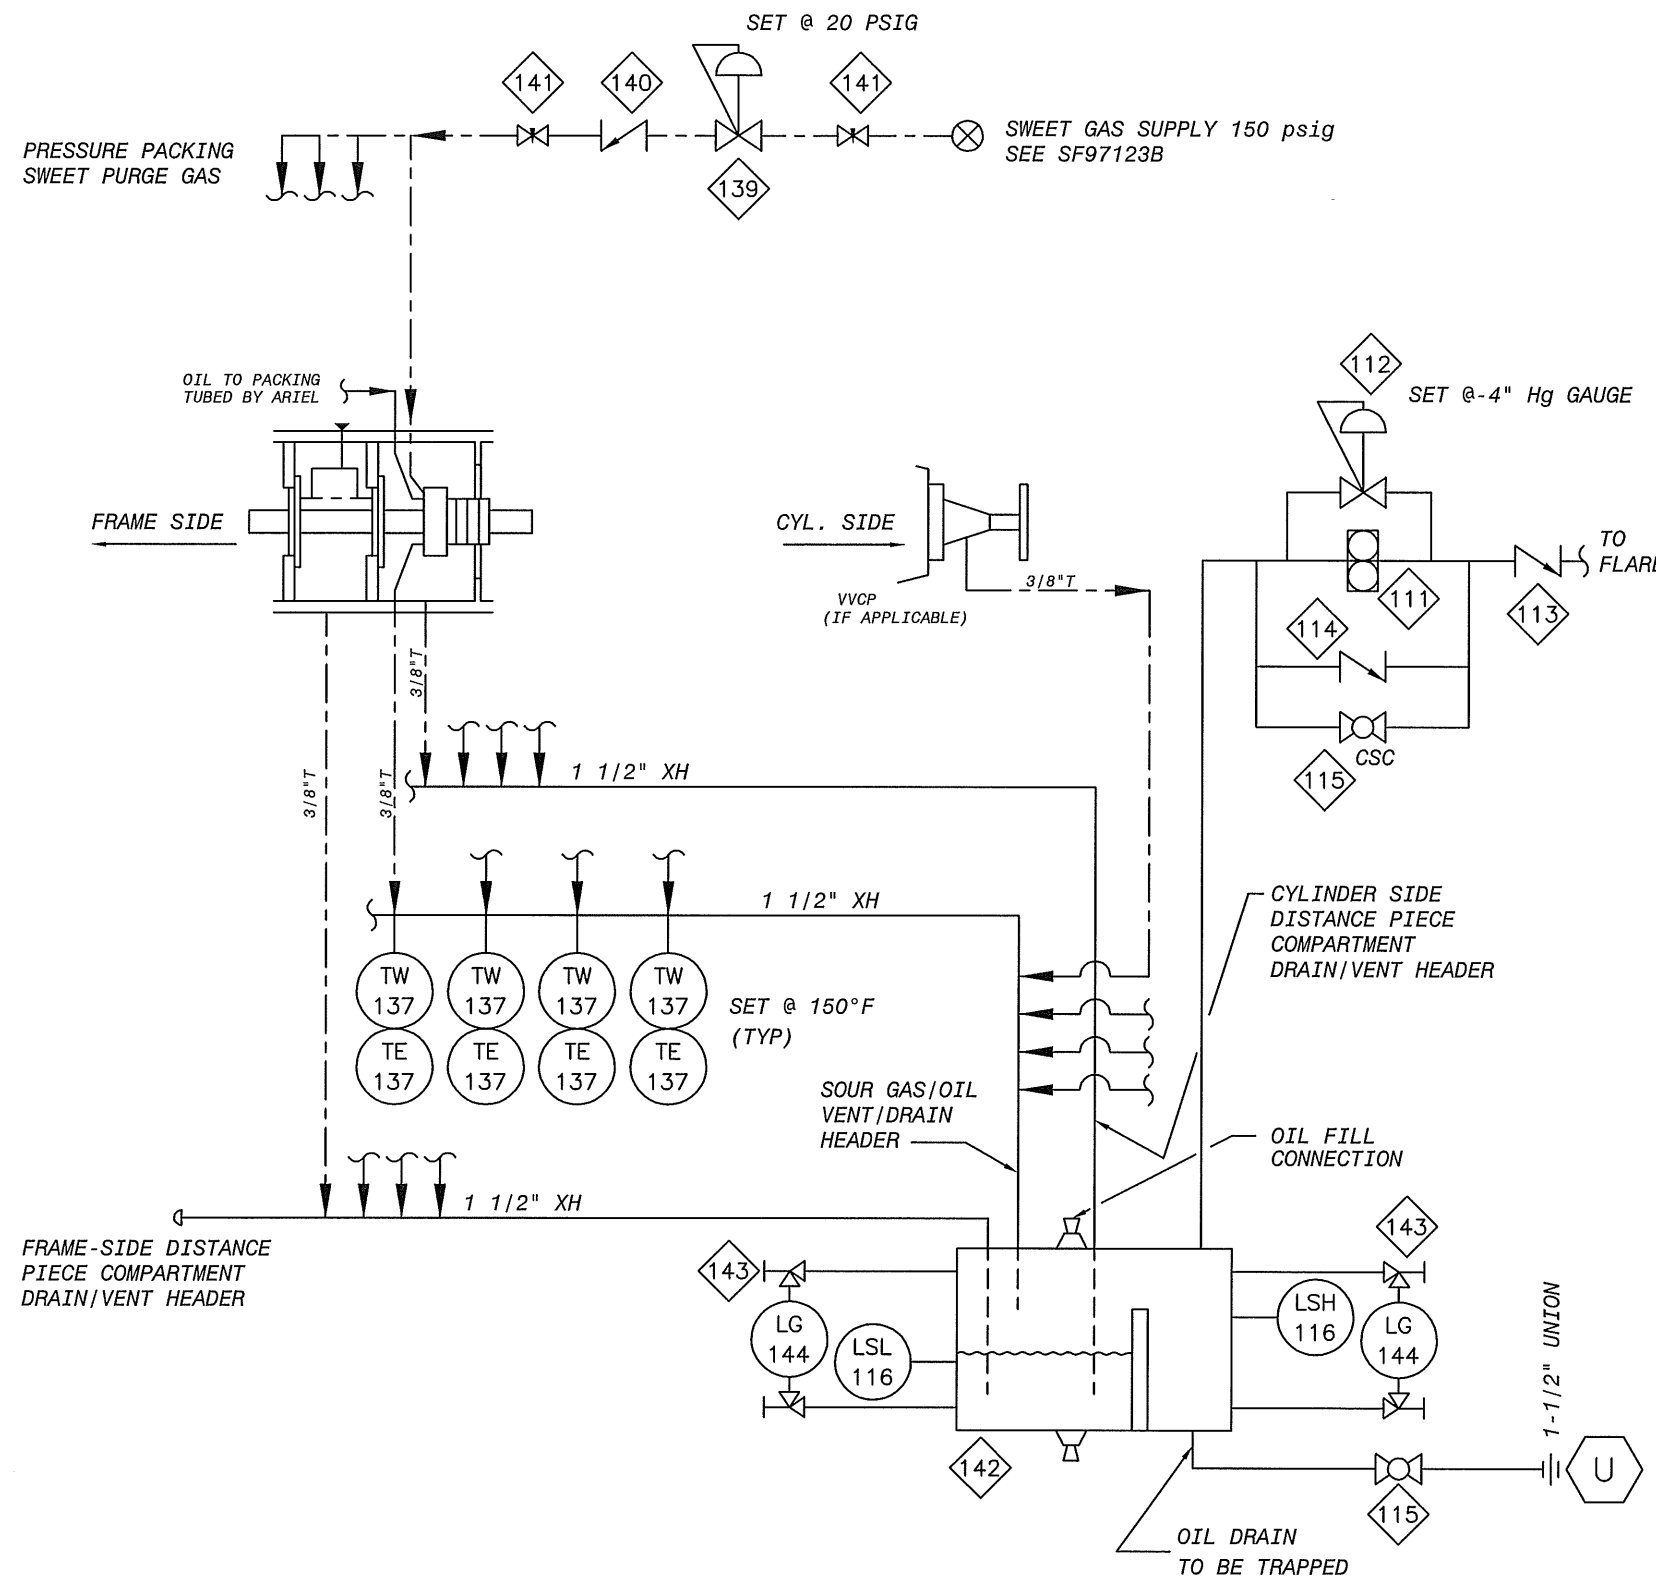 SET @ 20 PSIG
141
140
141
139
PRESSURE PACKING
SWEET PURGE GAS
SWEET GAS SUPPLY 150 psig
SEE SF97123B
112
SET @-4" Hg GAUGE
OIL TO PACKING
TUBED BY ARIEL
FRAME SIDE
CYL. SIDE
3/8"T
VVCP
(IF APPLICABLE)
TO
111
113
114
CSC
115
3/8"T
3/8"T
3/8"T
1 1/2" XH
1 1/2" XH
TW
137
TW
137
TW
137
TW
137
TE
137
TE
137
TE
137
TE
137
SET @ 150°F
(TYP)
CYLINDER SIDE
DISTANCE PIECE
COMPARTMENT
DRAIN/VENT HEADER
SOUR GAS/OIL
VENT/DRAIN
HEADER
OIL FILL
CONNECTION
1 1/2" XH
FRAME-SIDE DISTANCE
PIECE COMPARTMENT
DRAIN/VENT HEADER
143
143
LG
144
LSL
116
LSH
116
LG
144
1-1/2" UNION
142
U
115
OIL DRAIN
TO BE TRAPPED